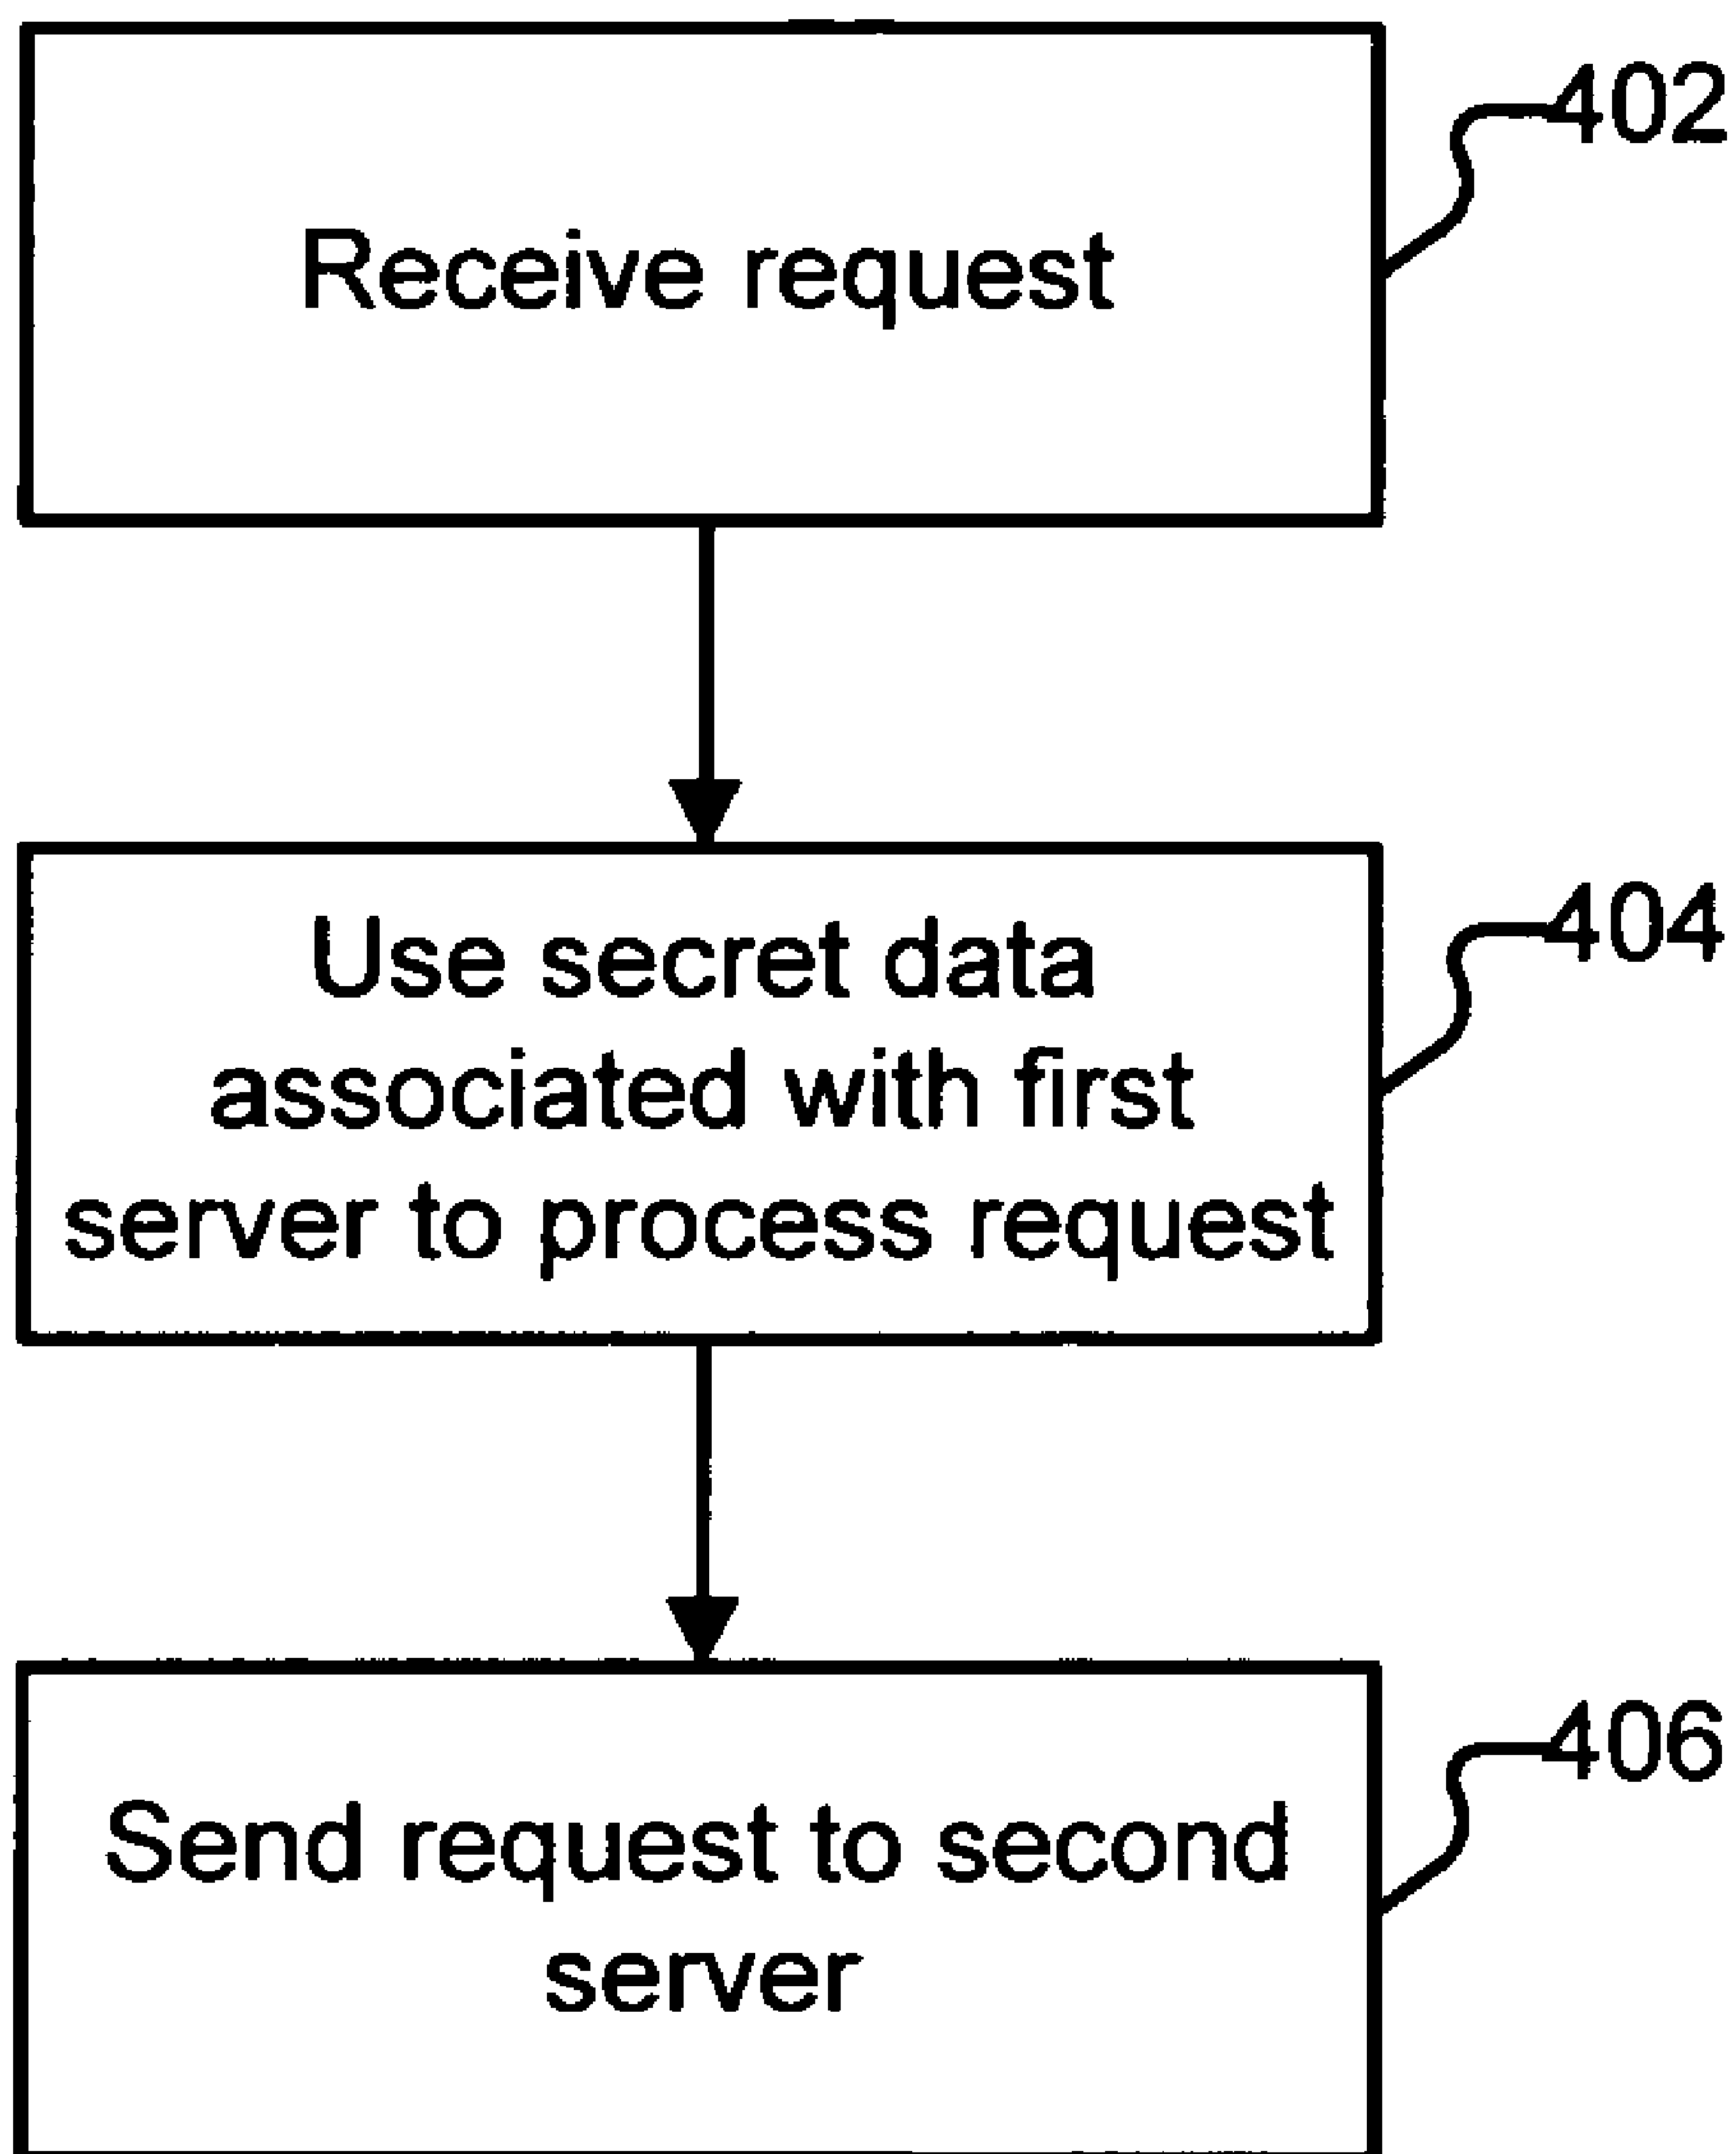 402
Receive request
404
Use secret data
associated with first
server to process request
406
Send request to second
server